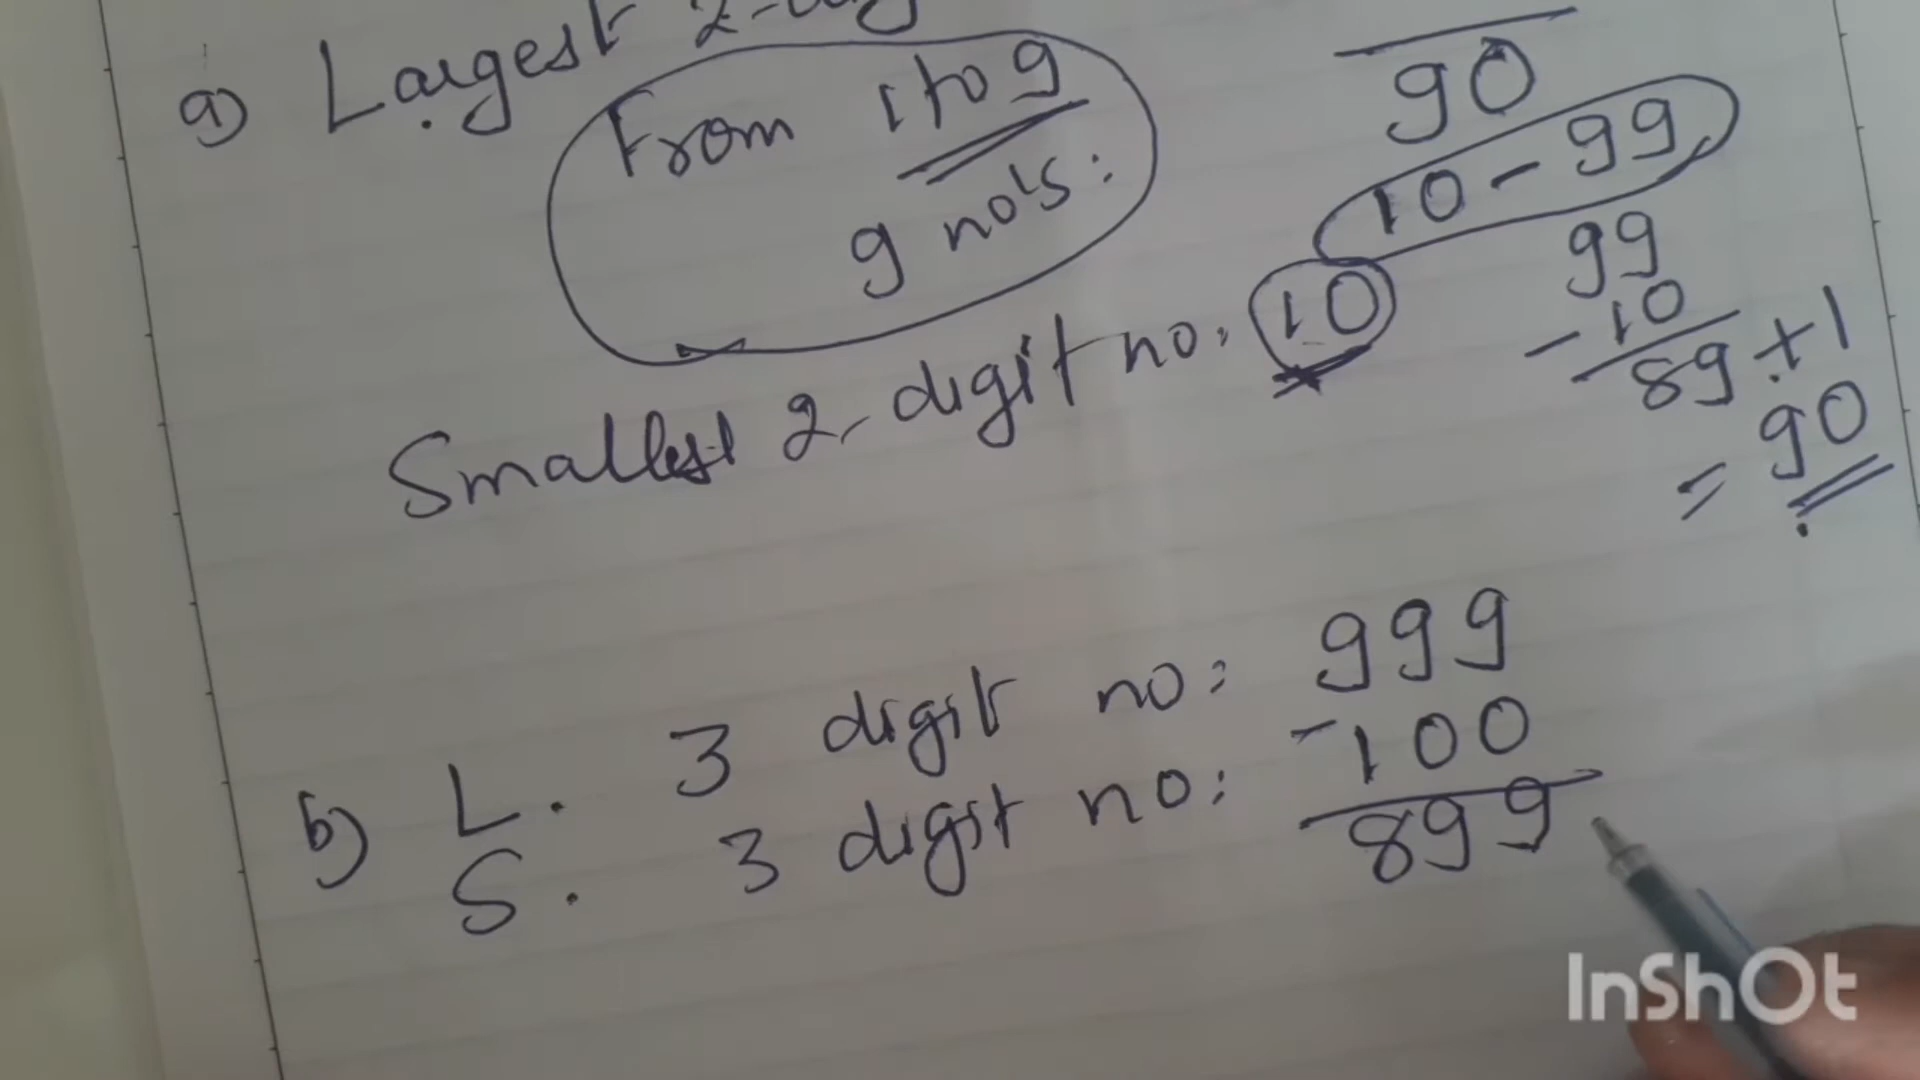 a) Largest 2-dig
90
From 1 to 9
9 no's.
10 - 99
99
- 10
89 + 1
= 90
Smallest 2-digit no: 10
b) L. 3 digit no: 999
S. 3 digit no: - 100
899
InShOt